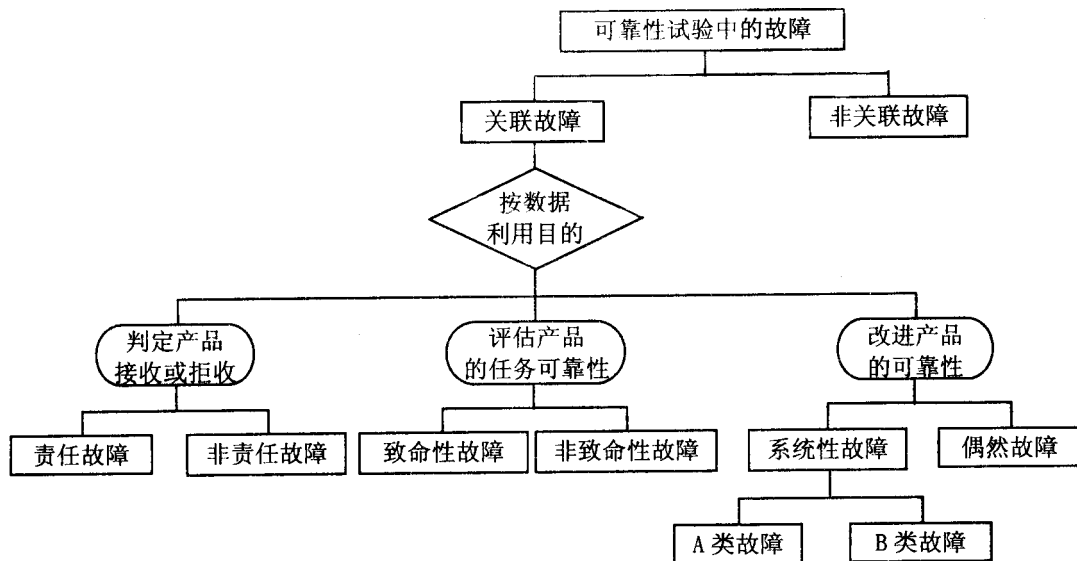 可靠性试验中的故障
关联故障
非关联故障
按数据
利用目的
判定产品
接收或拒收
评估产品
的任务可靠性
改进产品
的可靠性
责任故障
非责任故障
致命性故障
非致命性故障
系统性故障
偶然故障
A 类故障
B 类故障